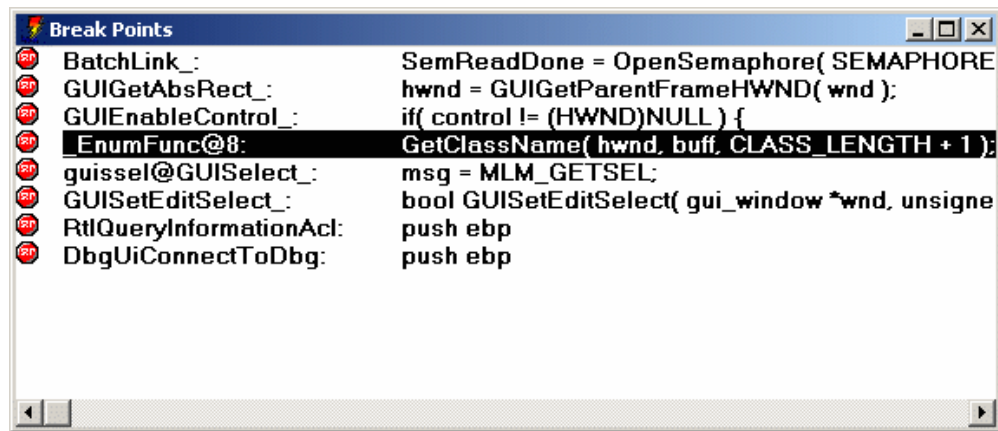 Break Points
BatchLink_: SemReadDone = OpenSemaphore( SEMAPHORE
GUIGetAbsRect_: hwnd = GUIGetParentFrameHWND( wnd );
GUIEnableControl_: if( control != (HWND)NULL ) {
_EnumFunc@8: GetClassName( hwnd, buff, CLASS_LENGTH + 1 );
guissel@GUISelect_: msg = MLM_GETSEL;
GUISetEditSelect_: bool GUISetEditSelect( gui_window *wnd, unsigne
RtlQueryInformationAcl: push ebp
DbgUiConnectToDbg: push ebp